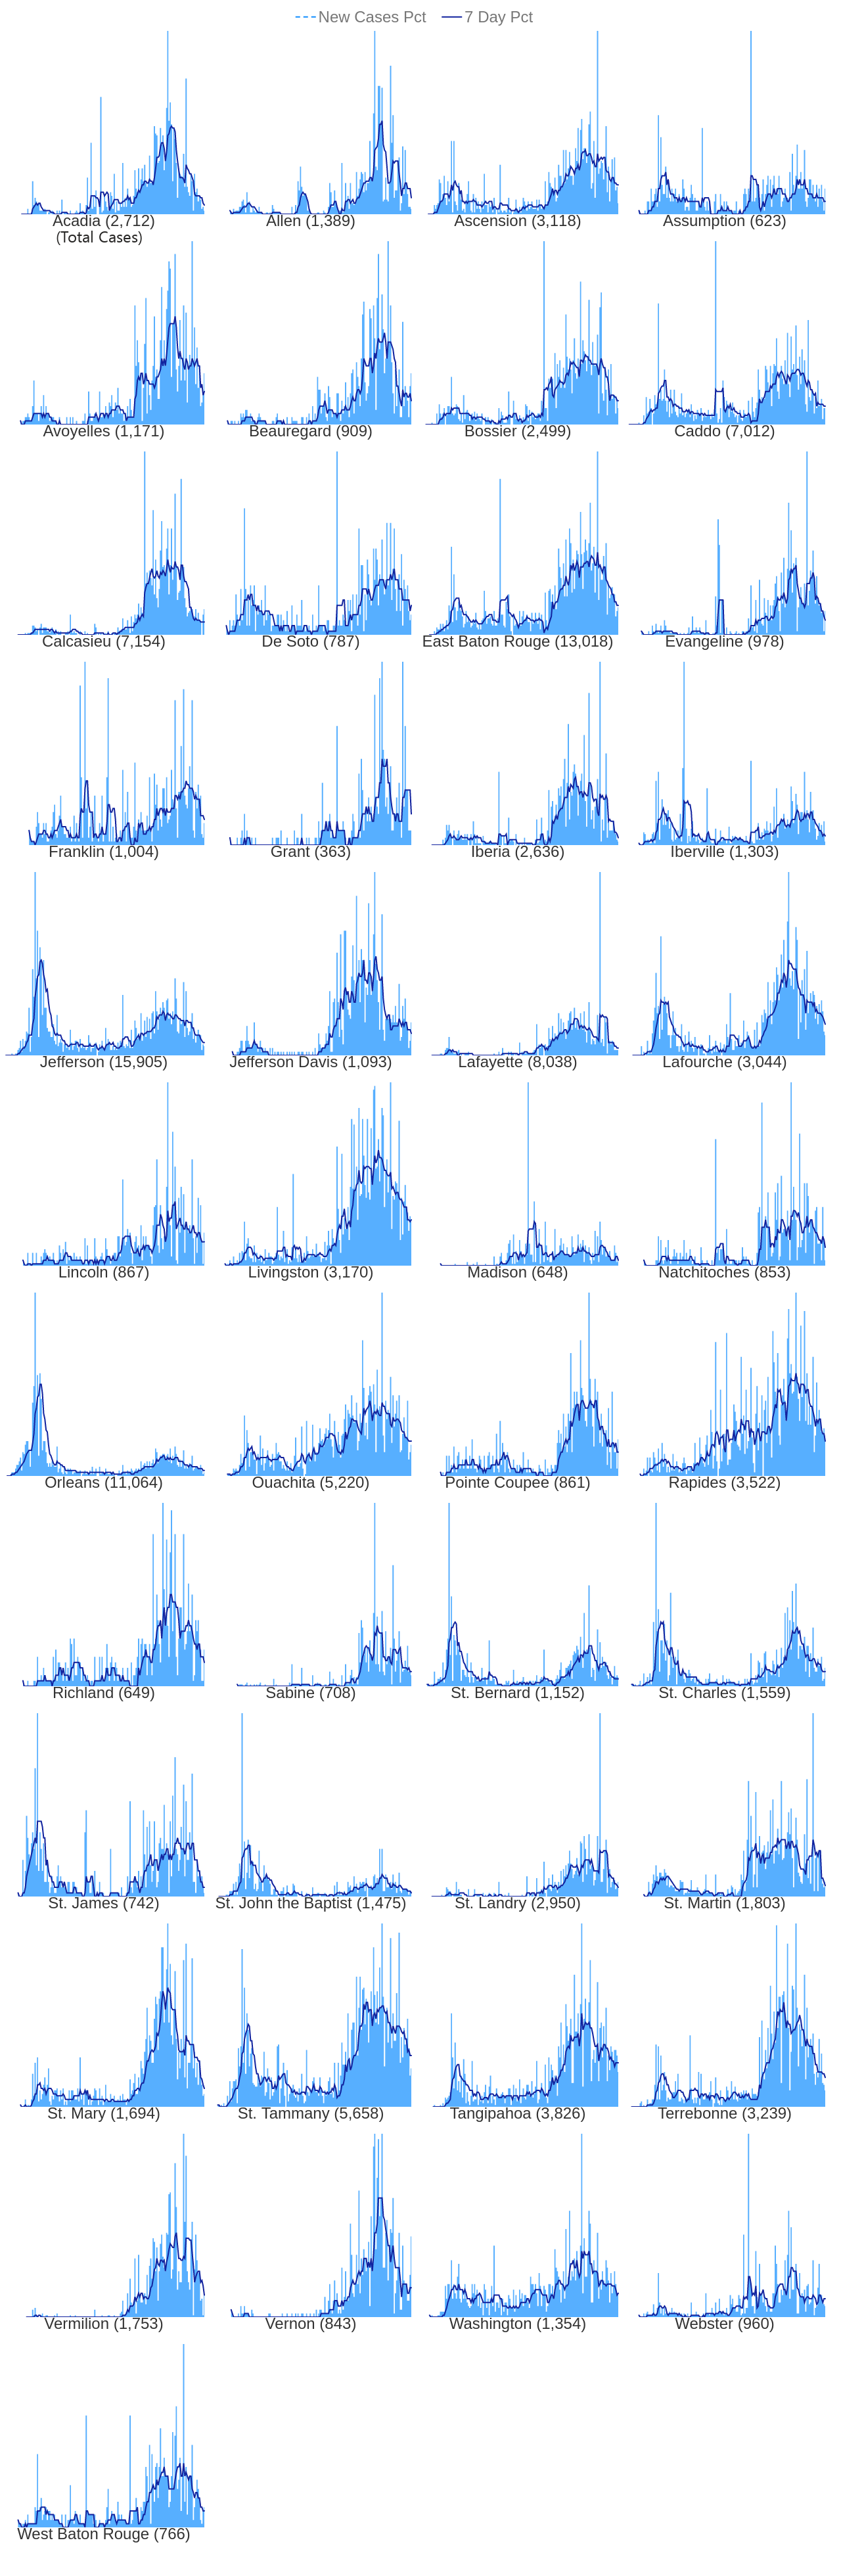 New Cases Pct 7 Day Pct
Acadia (2,712) Allen (1,389) Ascension (3,118) Assumption (623)
(Total Cases)
Avoyelles (1,171) Beauregard (909) Bossier (2,499) Caddo (7,012)
Calcasieu (7,154) De Soto (787) East Baton Rouge (13,018) Evangeline (978)
Franklin (1,004) Grant (363) Iberia (2,636) Iberville (1,303)
Jefferson (15,905) Jefferson Davis (1,093) Lafayette (8,038) Lafourche (3,044)
Lincoln (867) Livingston (3,170) Madison (648) Natchitoches (853)
Orleans (11,064) Ouachita (5,220) Pointe Coupee (861) Rapides (3,522)
Richland (649) Sabine (708) St. Bernard (1,152) St. Charles (1,559)
St. James (742) St. John the Baptist (1,475) St. Landry (2,950) St. Martin (1,803)
St. Mary (1,694) St. Tammany (5,658) Tangipahoa (3,826) Terrebonne (3,239)
Vermilion (1,753) Vernon (843) Washington (1,354) Webster (960)
West Baton Rouge (766)